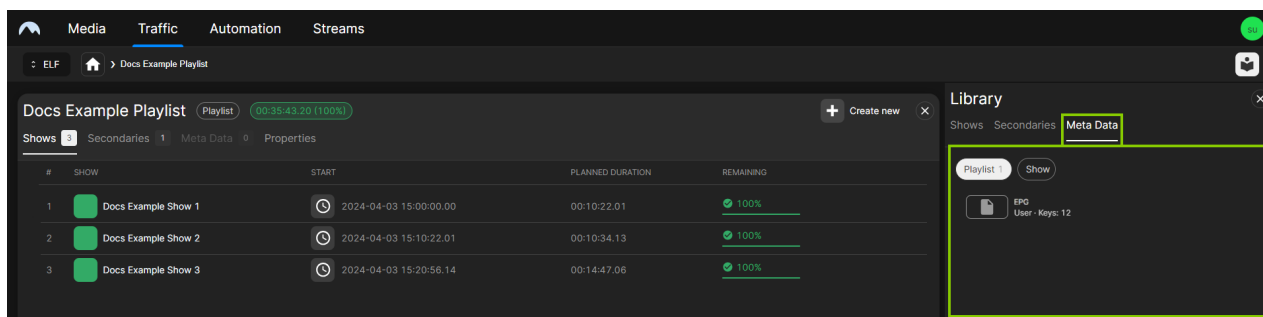 Media Traffic Automation Streams
su
ELF Docs Example Playlist
Docs Example Playlist Playlist 00:35:43.20 (100%) Create new
Shows 3 Secondaries 1 Meta Data 0 Properties
# SHOW START PLANNED DURATION REMAINING
1 Docs Example Show 1 2024-04-03 15:00:00.00 00:10:22.01 100%
2 Docs Example Show 2 2024-04-03 15:10:22.01 00:10:34.13 100%
3 Docs Example Show 3 2024-04-03 15:20:56.14 00:14:47.06 100%
Library
Shows Secondaries Meta Data
Playlist 1 Show
EPG
User - Keys: 12